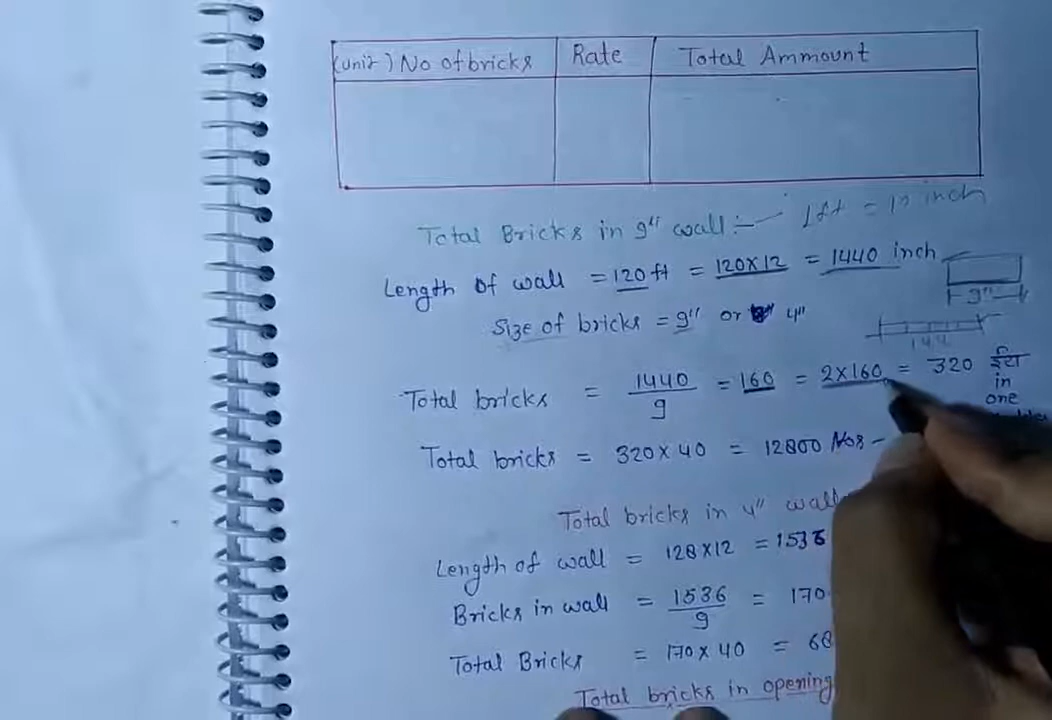 (unit) No of bricks Rate Total Ammount
Total Bricks in 9" wall :- 1ft = 12 inch
Length of wall = 120 ft = 120×12 = 1440 inch
9"
Size of bricks = 9" or 4"
144
Total bricks = 1440/9 = 160 = 2×160 = 320 ईंटा
in
one
Total bricks = 320×40 = 12800 Nos -
Total bricks in 4" wall
Length of wall = 128×12 = 1536
Bricks in wall = 1536/9 = 170
Total Bricks = 170×40 = 68
Total bricks in opening